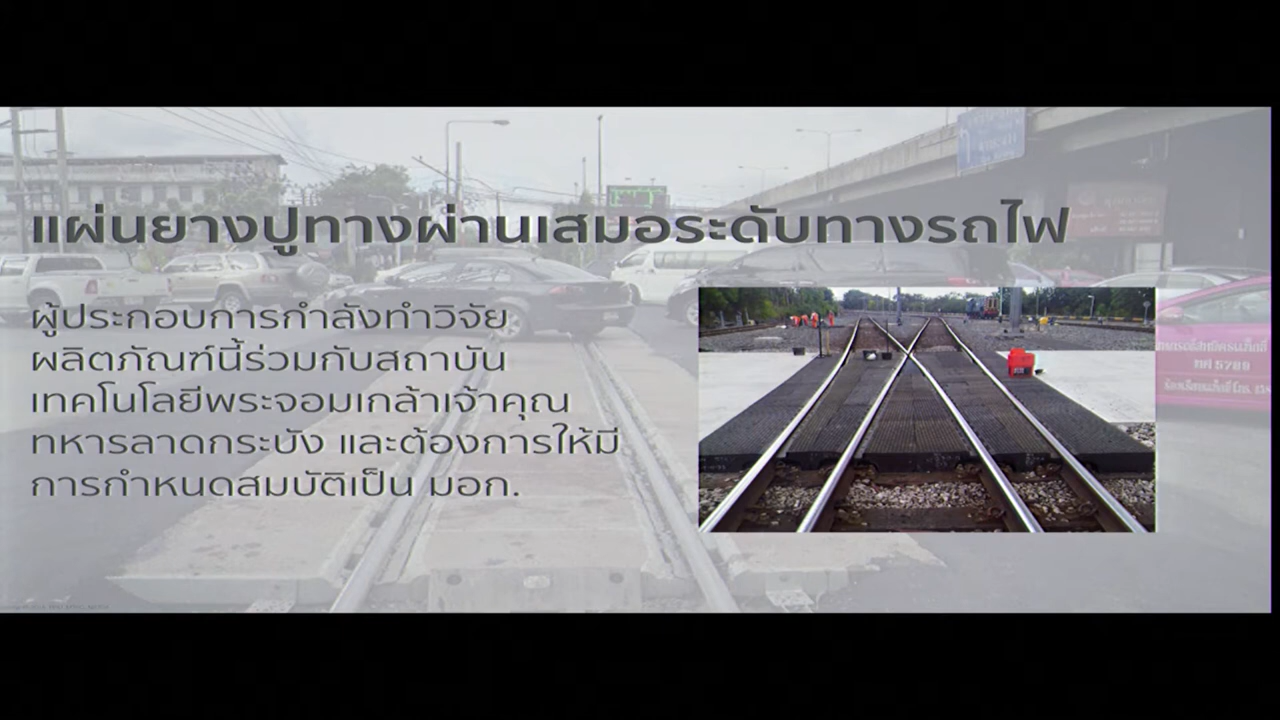 แผ่นยางปูทางผ่านเสมอระดับทางรถไฟ
ผู้ประกอบการกำลังทำวิจัย
ผลิตภัณฑ์นี้ร่วมกับสถาบัน
เทคโนโลยีพระจอมเกล้าเจ้าคุณ
ทหารลาดกระบัง และต้องการให้มี
การกำหนดสมบัติเป็น มอก.
ทศ 5789